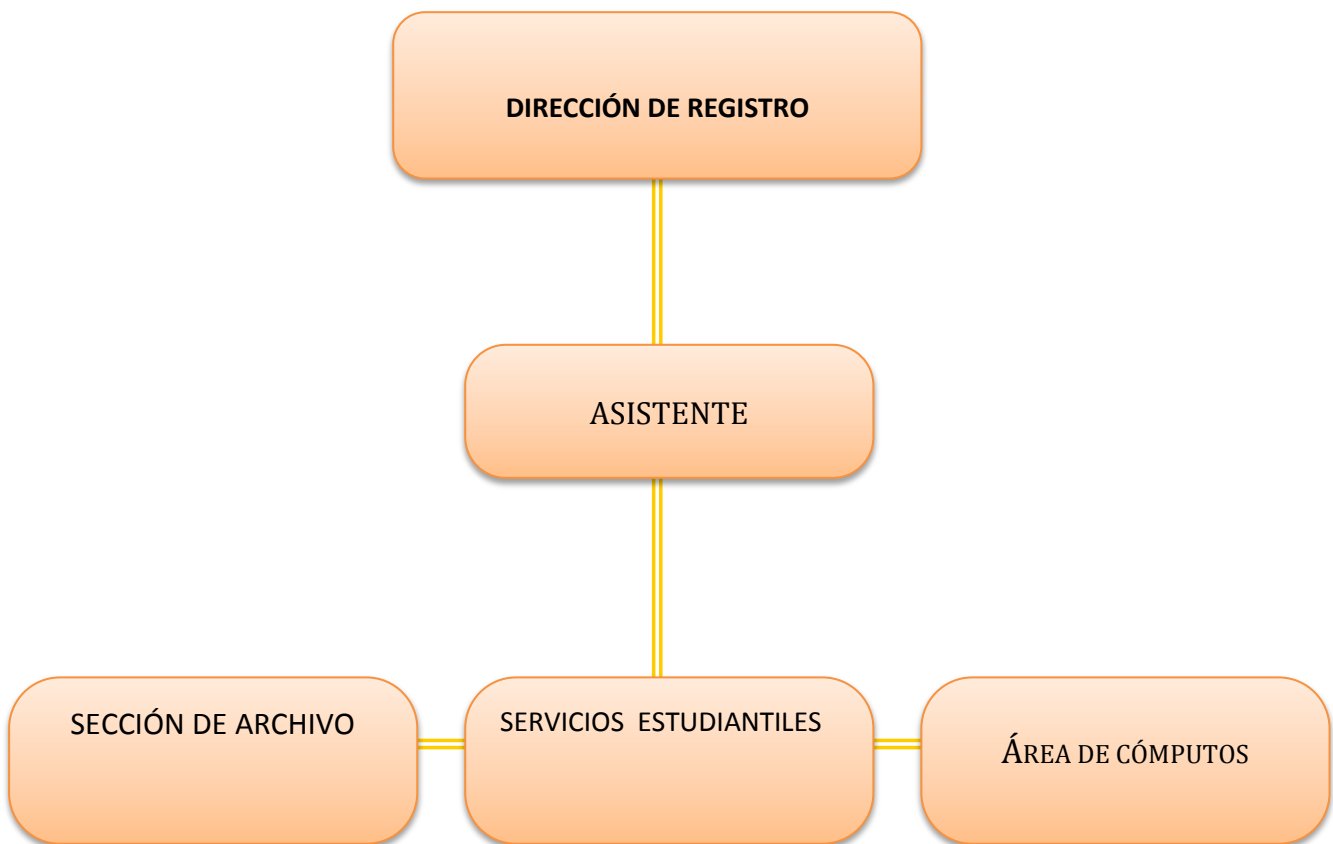 DIRECCIÓN DE REGISTRO
ASISTENTE
SECCIÓN DE ARCHIVO
SERVICIOS ESTUDIANTILES
ÁREA DE CÓMPUTOS